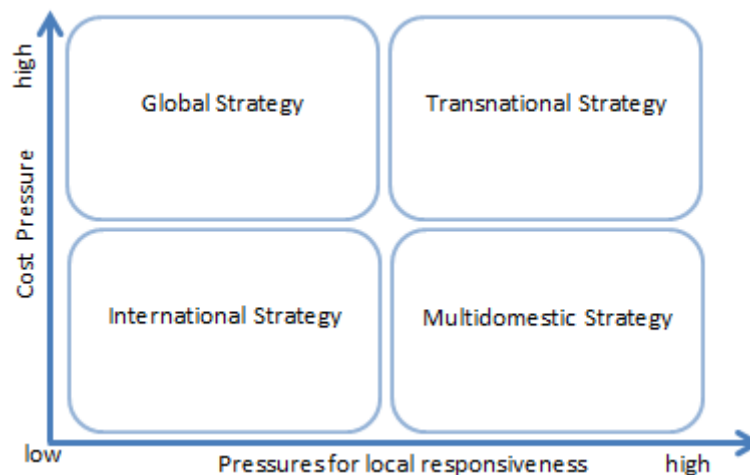 high
Global Strategy
Transnational Strategy
Cost Pressure
International Strategy
Multidomestic Strategy
low
Pressures for local responsiveness
high